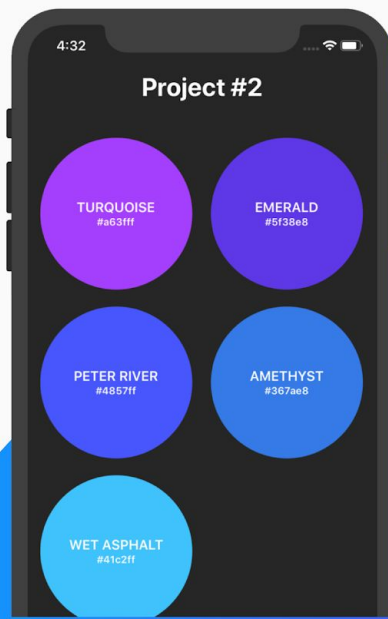 4:32
Project #2
TURQUOISE
#a63fff
EMERALD
#5f38e8
PETER RIVER
#4857ff
AMETHYST
#367ae8
WET ASPHALT
#41c2ff